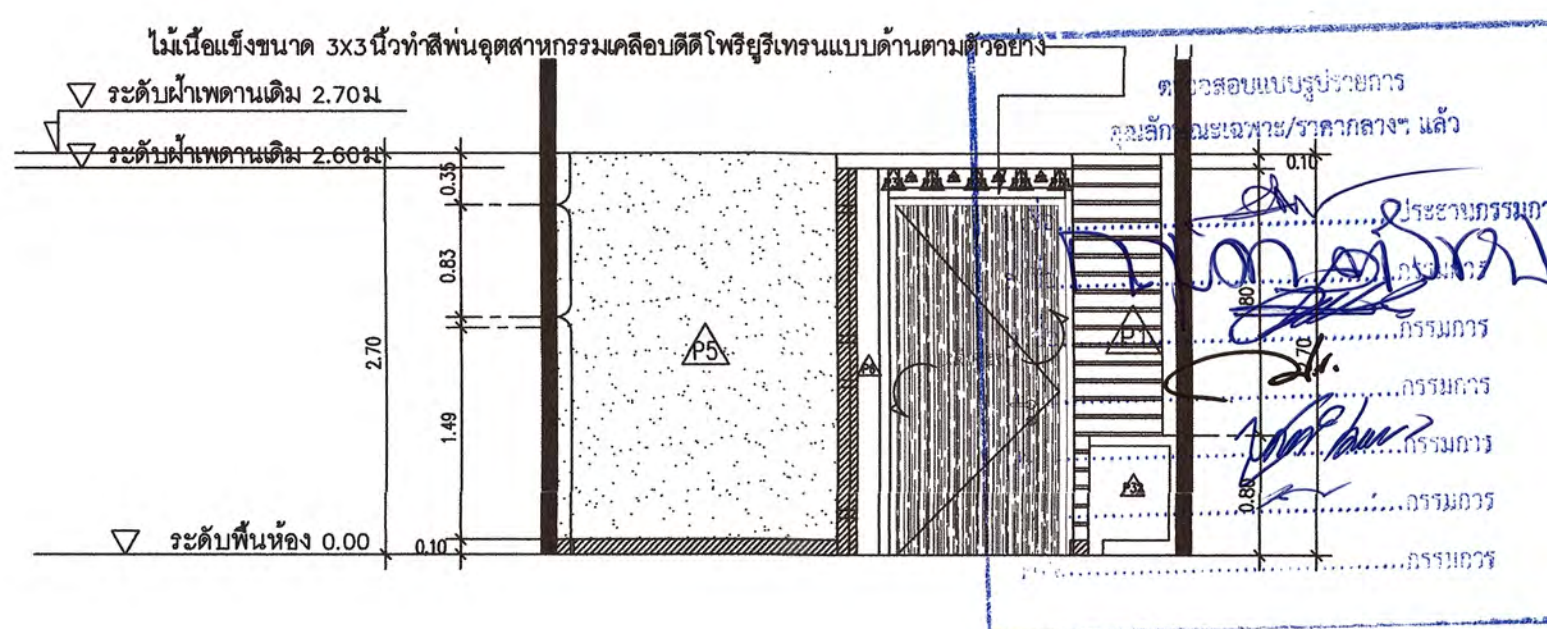 ไม้เนื้อแข็งขนาด 3x3นิ้วทำสีพ่นอุตสาหกรรมเคลือบดีดีโพรียูรีเทรนแบบด้านตามตัวอย่าง
ระดับฝ้าเพดานเดิม 2.70ม
ระดับฝ้าเพดานเดิม 2.60ม
ตรวจสอบแบบรูปรายการ
คุณลักษณะเฉพาะ/ราคากลางฯ แล้ว
0.10
0.35
ประธานกรรมกา
0.83
กรรมการ
P5
P1
กรรมการ
2.70
2.70
กรรมการ
1.49
กรรมการ
0.80
กรรมการ
ระดับพื้นห้อง 0.00
0.10
กรรมการ